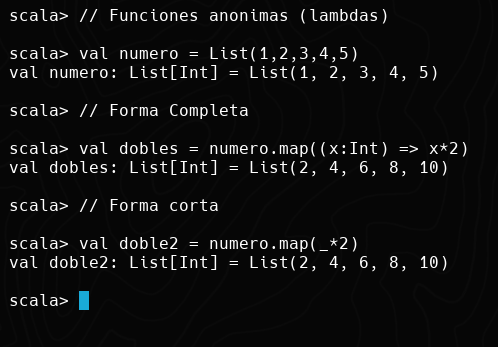 scala> // Funciones anonimas (lambdas)
scala> val numero = List(1,2,3,4,5)
val numero: List[Int] = List(1, 2, 3, 4, 5)
scala> // Forma Completa
scala> val dobles = numero.map((x:Int) => x*2)
val dobles: List[Int] = List(2, 4, 6, 8, 10)
scala> // Forma corta
scala> val doble2 = numero.map(_*2)
val doble2: List[Int] = List(2, 4, 6, 8, 10)
scala>